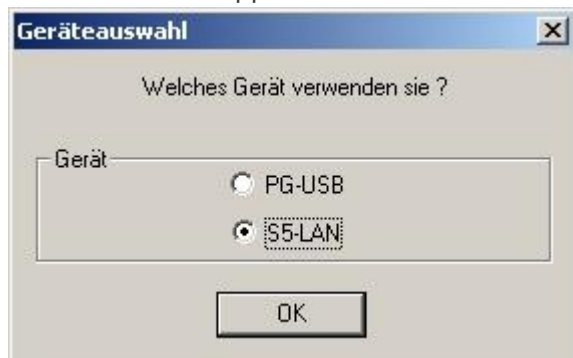 Geräteauswahl
Welches Gerät verwenden sie ?
Gerät
PG-USB
S5-LAN
OK